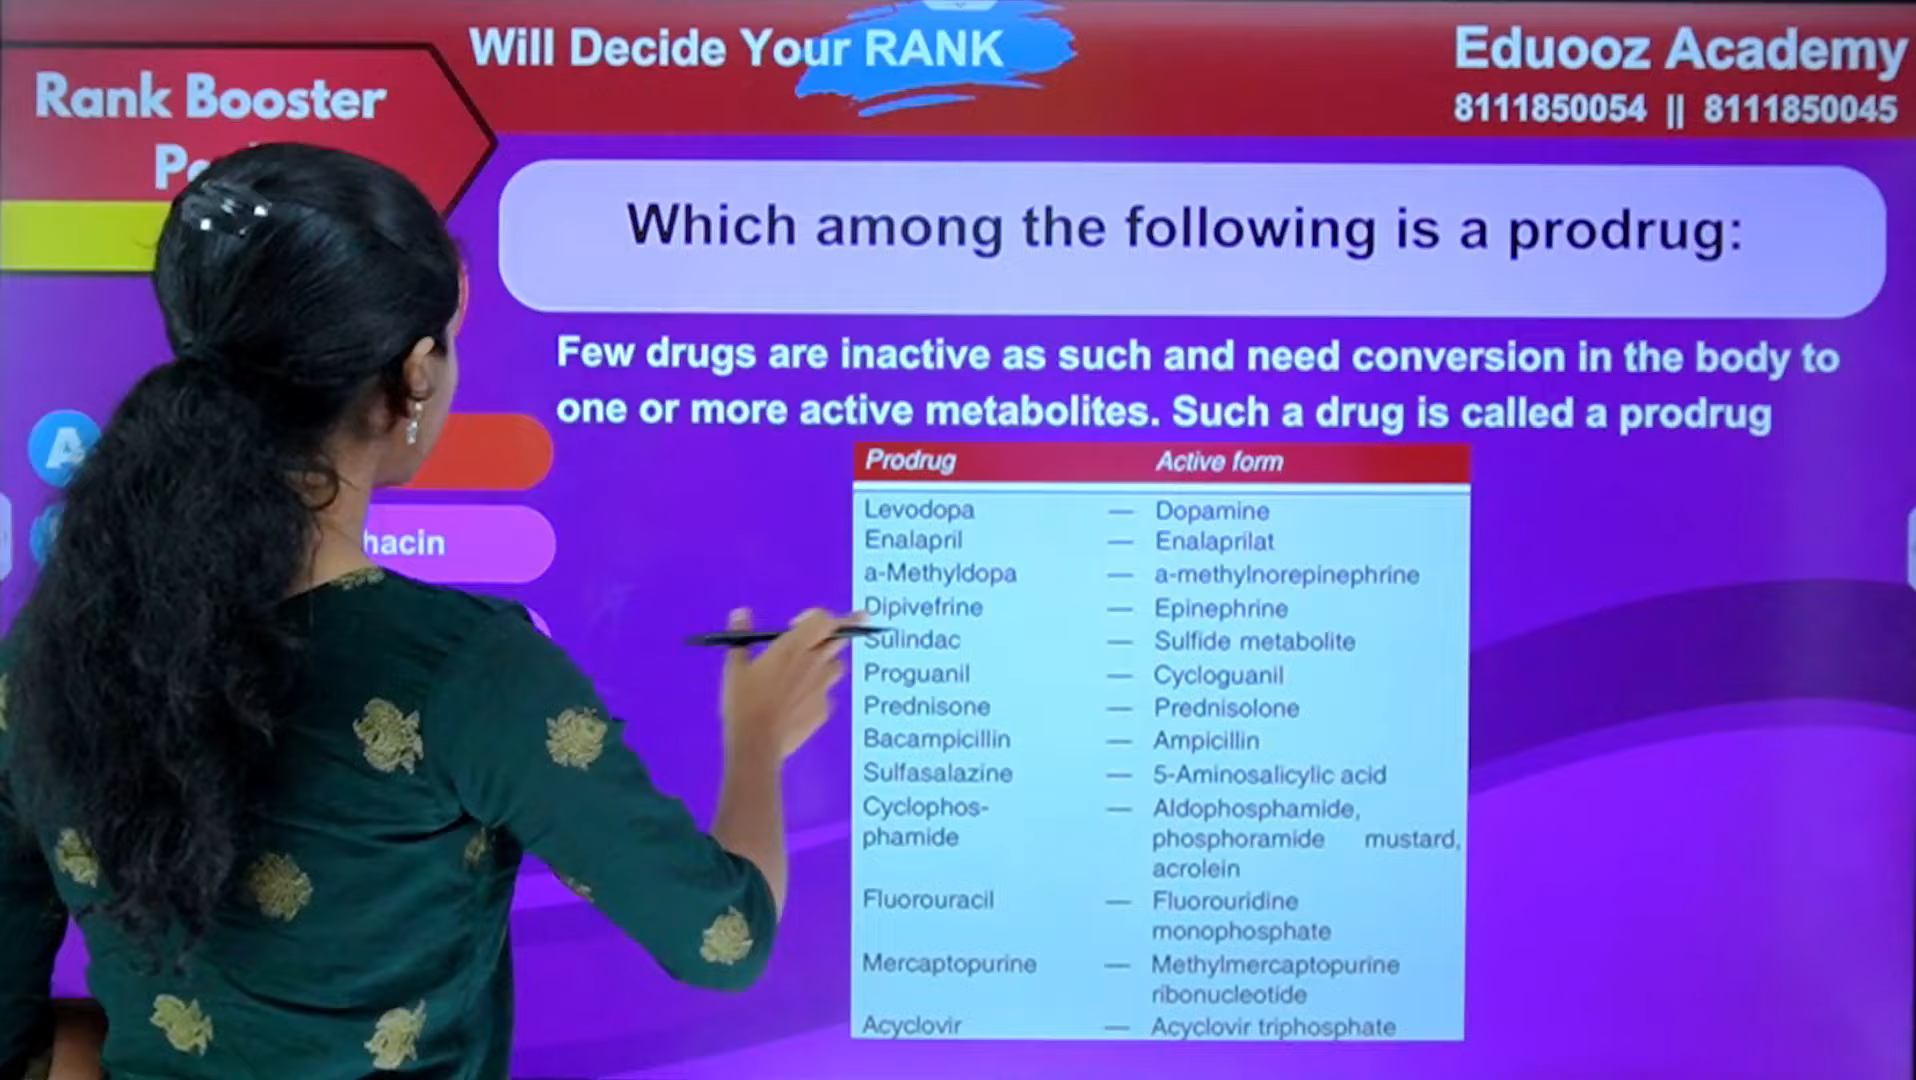 Will Decide Your RANK
Eduooz Academy
8111850054 || 8111850045
Rank Booster
Which among the following is a prodrug:
Few drugs are inactive as such and need conversion in the body to
one or more active metabolites. Such a drug is called a prodrug
A
hacin
Prodrug Active form
Levodopa — Dopamine
Enalapril — Enalaprilat
a-Methyldopa — a-methylnorepinephrine
Dipivefrine — Epinephrine
Sulindac — Sulfide metabolite
Proguanil — Cycloguanil
Prednisone — Prednisolone
Bacampicillin — Ampicillin
Sulfasalazine — 5-Aminosalicylic acid
Cyclophos- — Aldophosphamide,
phamide phosphoramide mustard,
acrolein
Fluorouracil — Fluorouridine
monophosphate
Mercaptopurine — Methylmercaptopurine
ribonucleotide
Acyclovir — Acyclovir triphosphate